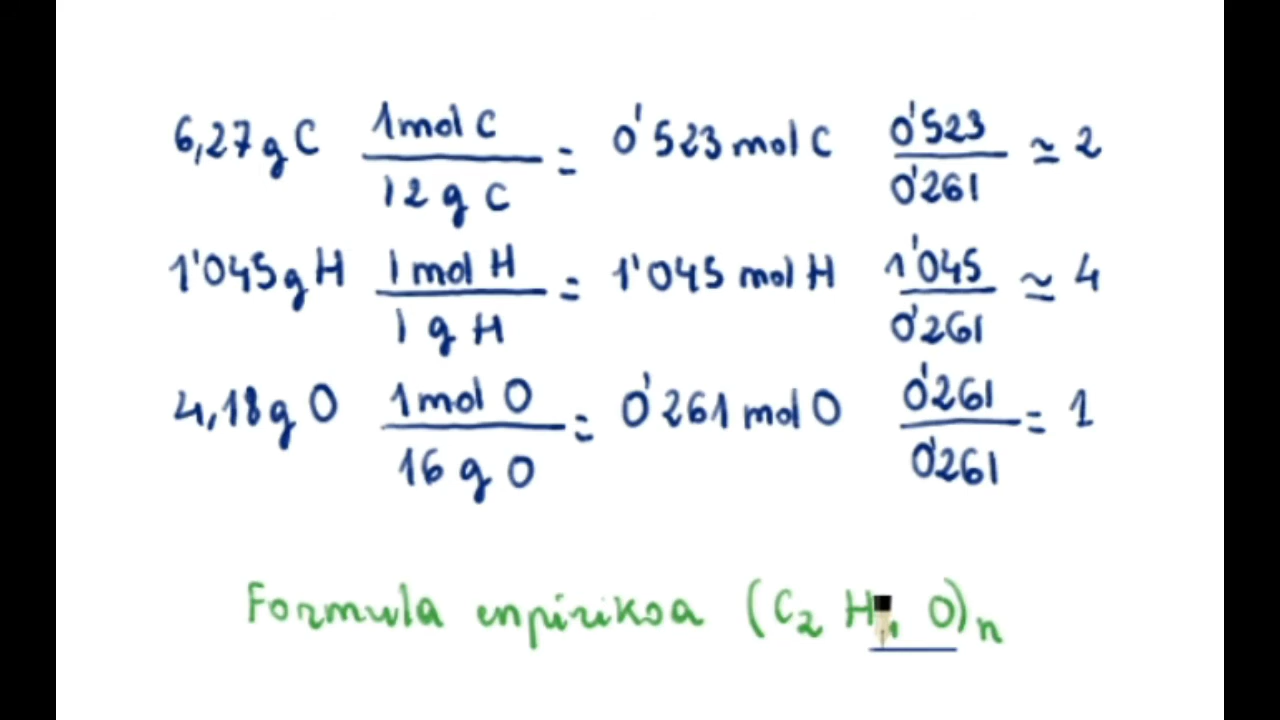 6,27 g C 1 mol C / 12 g C = 0'523 mol C 0'523 / 0'261 ≃ 2
1'045 g H 1 mol H / 1 g H = 1'045 mol H 1'045 / 0'261 ≃ 4
4,18 g O 1 mol O / 16 g O = 0'261 mol O 0'261 / 0'261 = 1
Formula enpirikoa (C₂ H O)ₙ